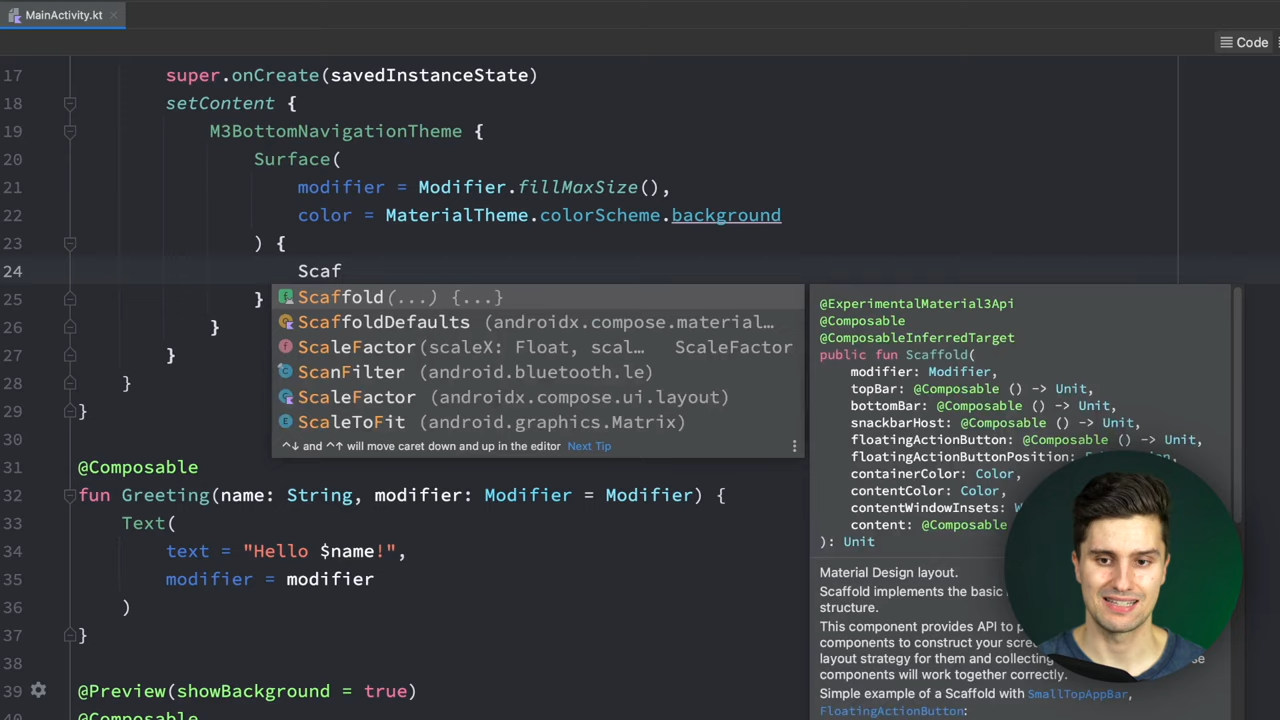 MainActivity.kt
Code
17 super.onCreate(savedInstanceState)
18 setContent {
19 M3BottomNavigationTheme {
20 Surface(
21 modifier = Modifier.fillMaxSize(),
22 color = MaterialTheme.colorScheme.background
23 ) {
24 Scaf
25 }
26 }
27 }
28 }
29 }
30
31 @Composable
32 fun Greeting(name: String, modifier: Modifier = Modifier) {
33 Text(
34 text = "Hello $name!",
35 modifier = modifier
36 )
37 }
38
39 @Preview(showBackground = true)
40 @Composable
Scaffold(...) {...}
ScaffoldDefaults (androidx.compose.material...
ScaleFactor(scaleX: Float, scal... ScaleFactor
ScanFilter (android.bluetooth.le)
ScaleFactor (androidx.compose.ui.layout)
ScaleToFit (android.graphics.Matrix)
^↓ and ^↑ will move caret down and up in the editor Next Tip
@ExperimentalMaterial3Api
@Composable
@ComposableInferredTarget
public fun Scaffold(
modifier: Modifier,
topBar: @Composable () -> Unit,
bottomBar: @Composable () -> Unit,
snackbarHost: @Composable () -> Unit,
floatingActionButton: @Composable () -> Unit,
floatingActionButtonPosition:
containerColor: Color,
contentColor: Color,
contentWindowInsets:
content: @Composable
): Unit
Material Design layout.
Scaffold implements the basic
structure.
This component provides API to
components to construct your
layout strategy for them and collecting
components will work together correctly.
Simple example of a Scaffold with SmallTopAppBar,
FloatingActionButton: